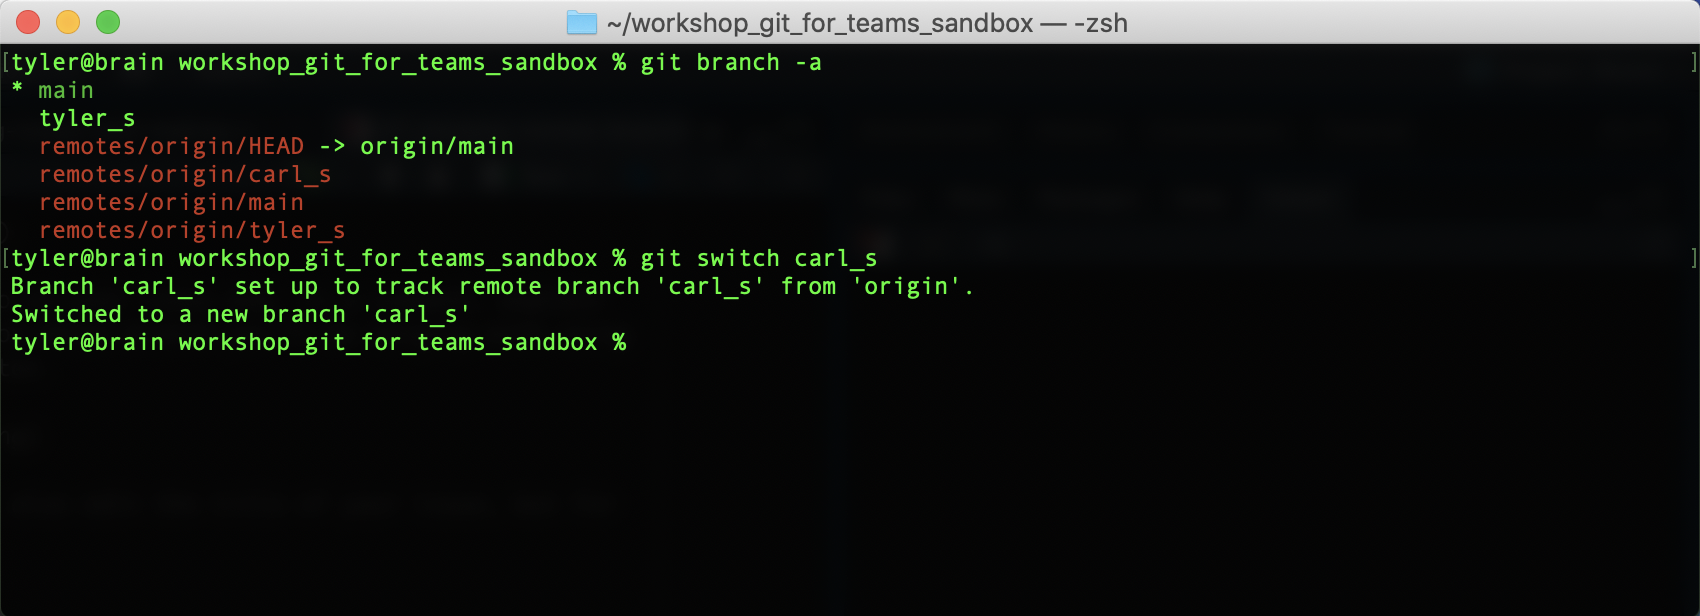 ~/workshop_git_for_teams_sandbox — -zsh
[tyler@brain workshop_git_for_teams_sandbox % git branch -a ]
* main
  tyler_s
  remotes/origin/HEAD -> origin/main
  remotes/origin/carl_s
  remotes/origin/main
  remotes/origin/tyler_s
[tyler@brain workshop_git_for_teams_sandbox % git switch carl_s ]
Branch 'carl_s' set up to track remote branch 'carl_s' from 'origin'.
Switched to a new branch 'carl_s'
tyler@brain workshop_git_for_teams_sandbox %